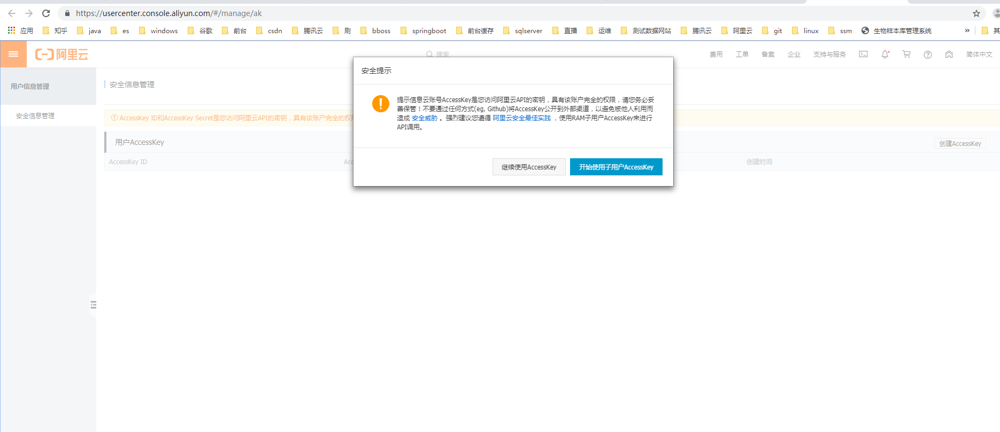 https://usercenter.console.aliyun.com/#/manage/ak
应用 知乎 java es windows 谷歌 前台 csdn 腾讯云 刷 bboss springboot 前台缓存 sqlserver 直播 运维 测试数据网站 腾讯云 阿里云 git linux ssm 生物样本库管理系统 » 其
阿里云 搜索 费用 工单 备案 企业 支持与服务 简体中文
安全提示
用户信息管理
安全信息管理
安全信息管理
AccessKey ID和AccessKey Secret是您访问阿里云API的密钥，具有该账户完全的权
提示信息云账号AccessKey是您访问阿里云API的密钥，具有该账户完全的权限，请您务必妥
善保管！不要通过任何方式(eg, Github)将AccessKey公开到外部渠道，以避免被他人利用而
造成 安全威胁 。强烈建议您遵循 阿里云安全最佳实践 ，使用RAM子用户AccessKey来进行
API调用。
用户AccessKey 创建AccessKey
AccessKey ID Acc 创建时间
继续使用AccessKey 开始使用子用户AccessKey